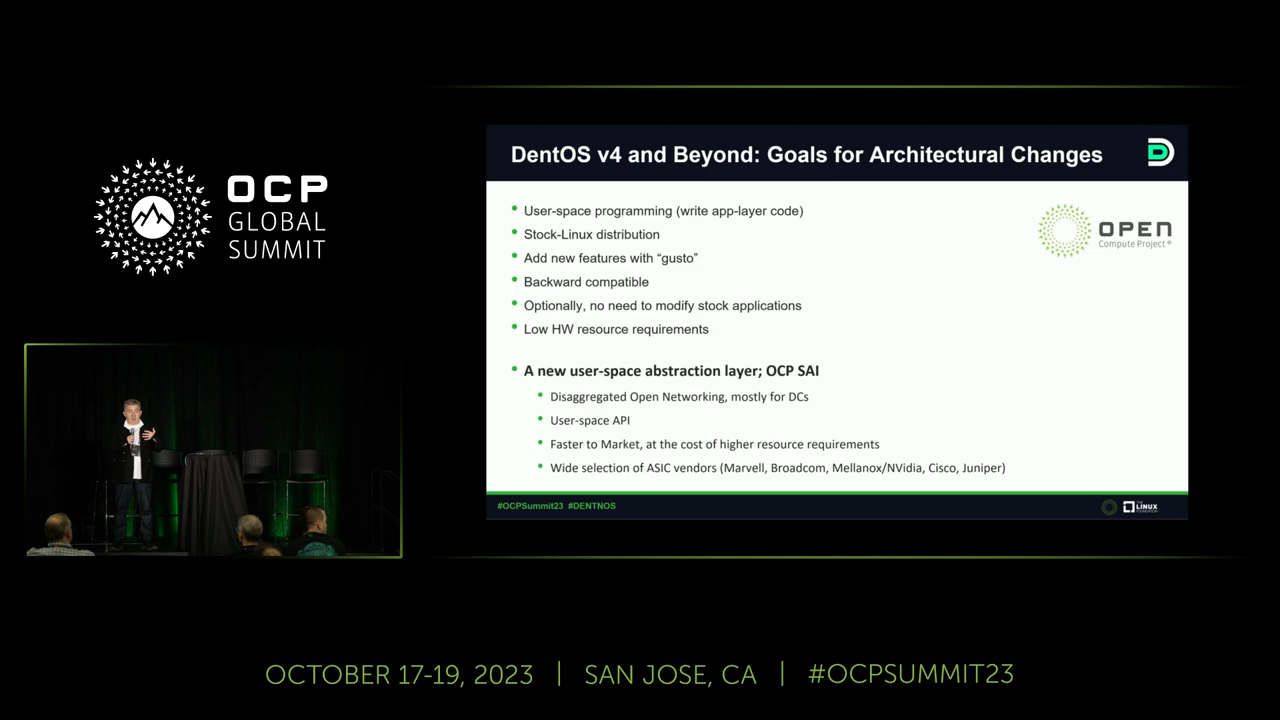 OCP
GLOBAL
SUMMIT
DentOS v4 and Beyond: Goals for Architectural Changes
User-space programming (write app-layer code)
Stock-Linux distribution
Add new features with “gusto”
Backward compatible
Optionally, no need to modify stock applications
Low HW resource requirements
A new user-space abstraction layer; OCP SAI
Disaggregated Open Networking, mostly for DCs
User-space API
Faster to Market, at the cost of higher resource requirements
Wide selection of ASIC vendors (Marvell, Broadcom, Mellanox/NVidia, Cisco, Juniper)
OPEN
Compute Project ®
#OCPSummit23 #DENTNOS
THE
LINUX
FOUNDATION
OCTOBER 17-19, 2023 | SAN JOSE, CA | #OCPSUMMIT23